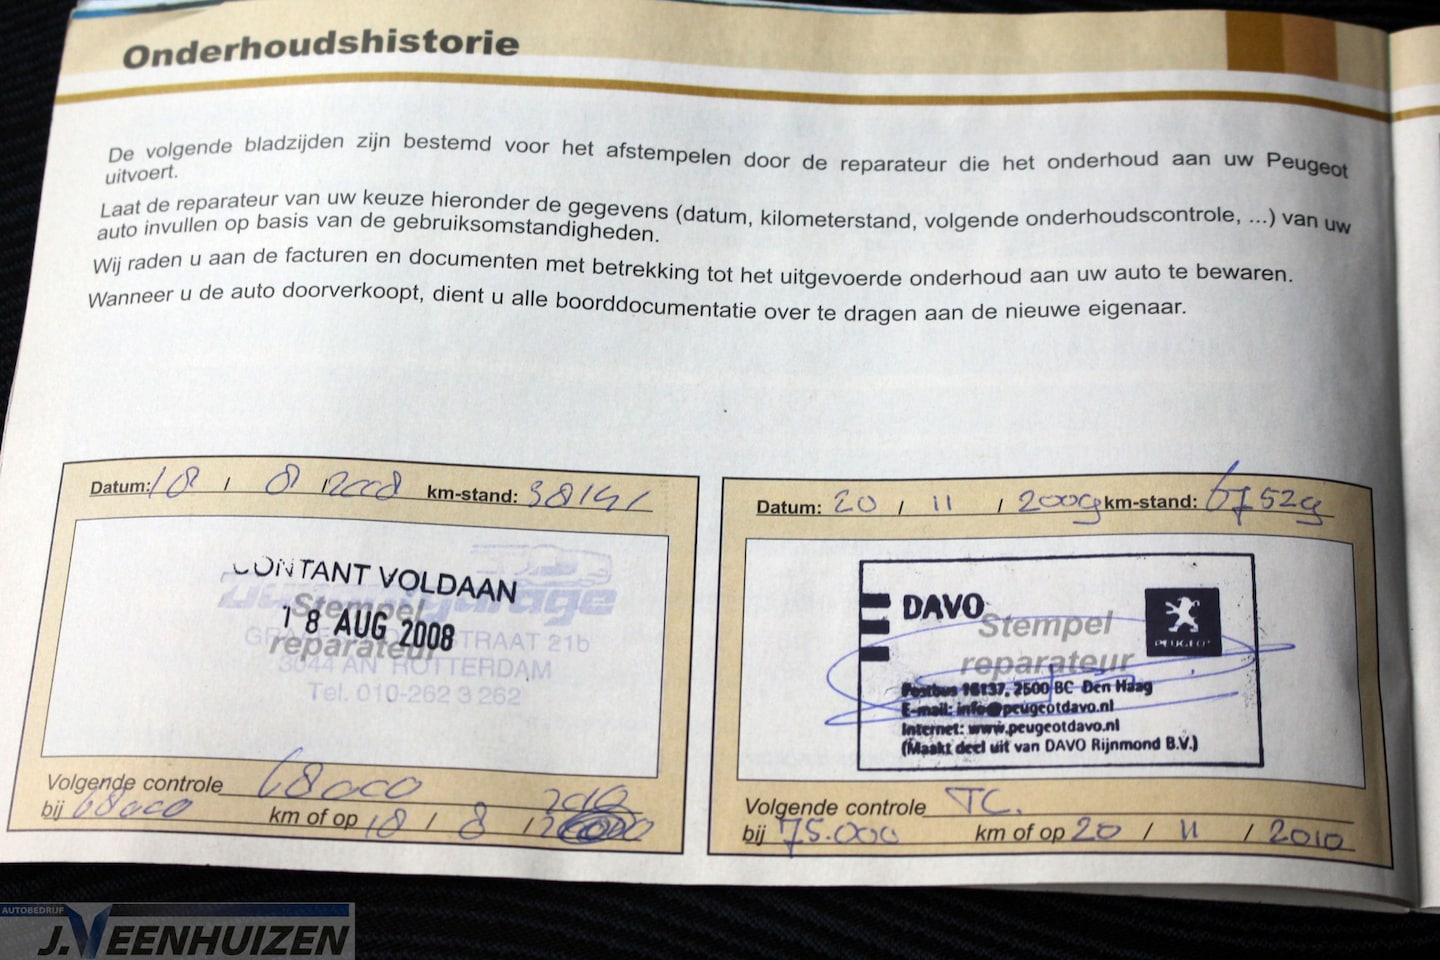 Onderhoudshistorie
De volgende bladzijden zijn bestemd voor het afstempelen door de reparateur die het onderhoud aan uw Peugeot
uitvoert.
Laat de reparateur van uw keuze hieronder de gegevens (datum, kilometerstand, volgende onderhoudscontrole, ...) van uw
auto invullen op basis van de gebruiksomstandigheden.
Wij raden u aan de facturen en documenten met betrekking tot het uitgevoerde onderhoud aan uw auto te bewaren.
Wanneer u de auto doorverkoopt, dient u alle boorddocumentatie over te dragen aan de nieuwe eigenaar.
Datum: 18 / 8 / 2008 km-stand: 38141
CONTANT VOLDAAN
Stempel
18 AUG 2008
reparateur
STRAAT 21b
3044 AN ROTTERDAM
Tel. 010-262 3 262
Volgende controle 68000
bij 68000 km of op 18 / 8 / 2010
Datum: 20 / 11 / 2009 km-stand: 67529
DAVO
Stempel
PEUGEOT
reparateur
Postbus 16137, 2500 BC Den Haag
E-mail: info@peugeotdavo.nl
Internet: www.peugeotdavo.nl
(Maakt deel uit van DAVO Rijnmond B.V.)
Volgende controle TC.
bij 75.000 km of op 20 / 11 / 2010
AUTOBEDRIJF
J. VEENHUIZEN